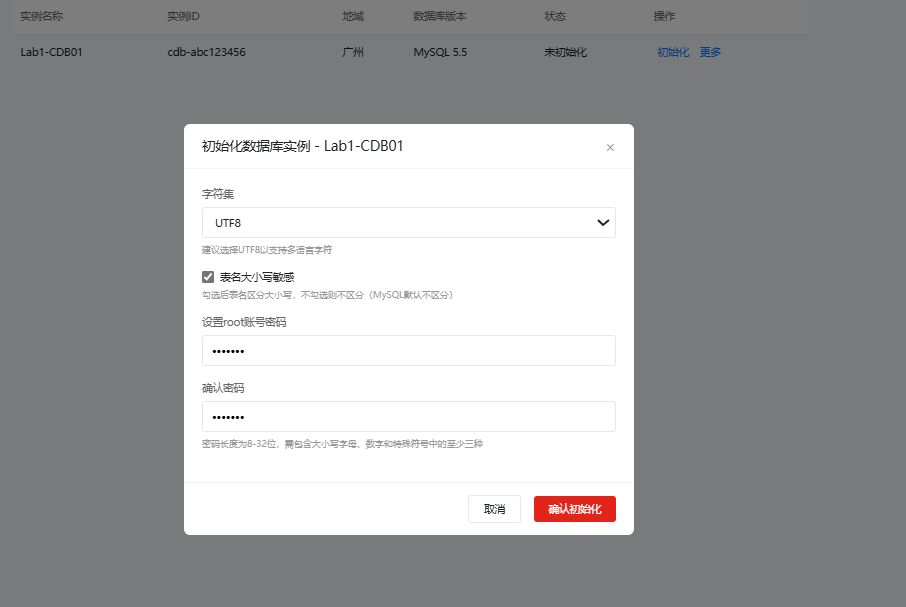 实例名称 实例ID 地域 数据库版本 状态 操作
Lab1-CDB01 cdb-abc123456 广州 MySQL 5.5 未初始化 初始化 更多
初始化数据库实例 - Lab1-CDB01 ×
字符集
UTF8
建议选择UTF8以支持多语言字符
表名大小写敏感
勾选后表名区分大小写，不勾选则不区分（MySQL默认不区分）
设置root账号密码
•••••••
确认密码
•••••••
密码长度为8-32位，需包含大小写字母、数字和特殊符号中的至少三种
取消 确认初始化